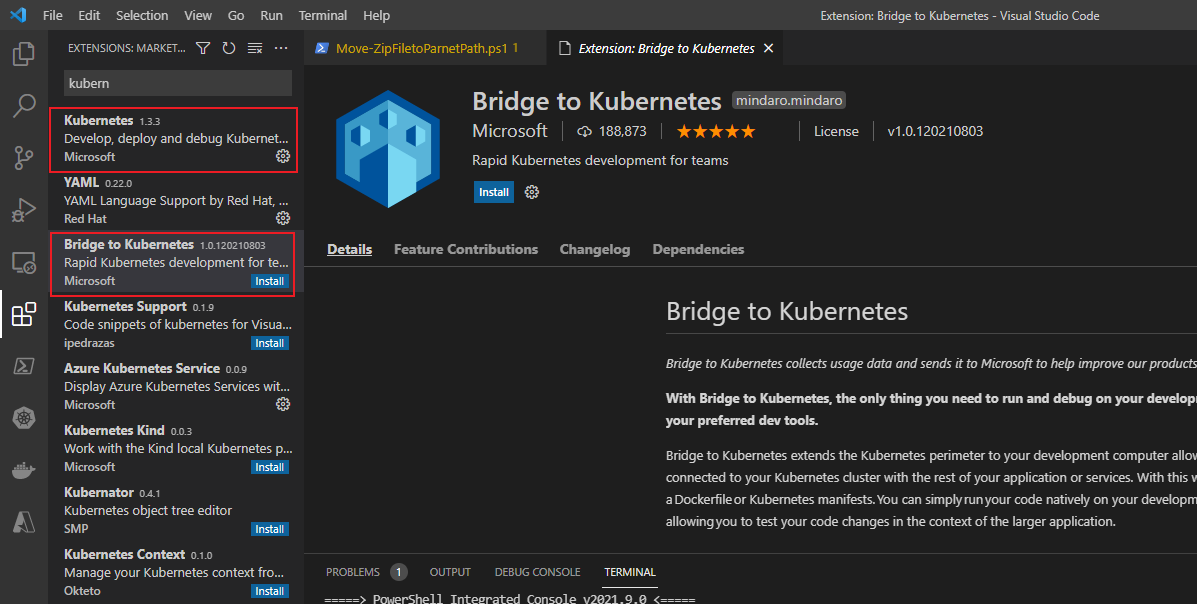 File Edit Selection View Go Run Terminal Help
Extension: Bridge to Kubernetes - Visual Studio Code
EXTENSIONS: MARKET...
kubern
Kubernetes 1.3.3
Develop, deploy and debug Kubernet...
Microsoft
YAML 0.22.0
YAML Language Support by Red Hat, ...
Red Hat
Bridge to Kubernetes 1.0.120210803
Rapid Kubernetes development for te...
Microsoft Install
Kubernetes Support 0.1.9
Code snippets of kubernetes for Visua...
ipedrazas Install
Azure Kubernetes Service 0.0.9
Display Azure Kubernetes Services wit...
Microsoft
Kubernetes Kind 0.0.3
Work with the Kind local Kubernetes p...
Microsoft Install
Kubernator 0.4.1
Kubernetes object tree editor
SMP Install
Kubernetes Context 0.1.0
Manage your Kubernetes context fro...
Okteto Install
Move-ZipFiletoParnetPath.ps1 1
Extension: Bridge to Kubernetes
Bridge to Kubernetes mindaro.mindaro
Microsoft 188,873 License v1.0.120210803
Rapid Kubernetes development for teams
Install
Details Feature Contributions Changelog Dependencies
Bridge to Kubernetes
Bridge to Kubernetes collects usage data and sends it to Microsoft to help improve our products
With Bridge to Kubernetes, the only thing you need to run and debug on your develop
your preferred dev tools.
Bridge to Kubernetes extends the Kubernetes perimeter to your development computer allow
connected to your Kubernetes cluster with the rest of your application or services. With this w
a Dockerfile or Kubernetes manifests. You can simply run your code natively on your developm
allowing you to test your code changes in the context of the larger application.
PROBLEMS 1 OUTPUT DEBUG CONSOLE TERMINAL
=====> PowerShell Integrated Console v2021.9.0 <=====